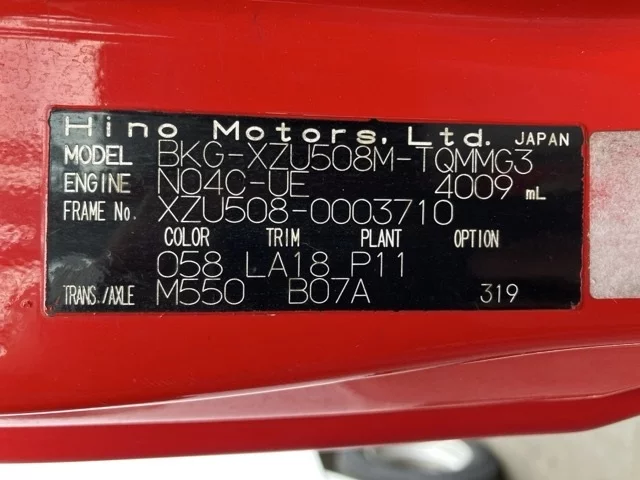 Hino Motors, Ltd. JAPAN
MODEL BKG-XZU508M-TQMMG3
ENGINE N04C-UE 4009 mL
FRAME No. XZU508-0003710
COLOR TRIM PLANT OPTION
058 LA18 P11
TRANS./AXLE M550 B07A 319